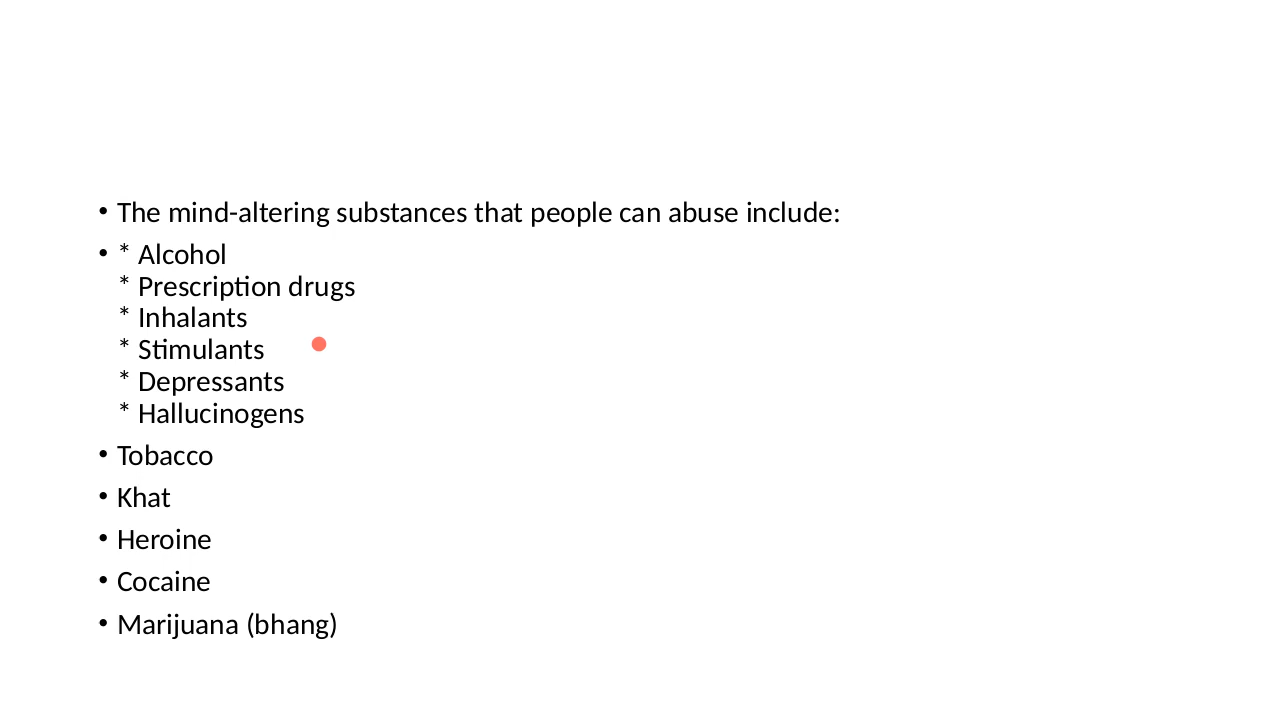 • The mind-altering substances that people can abuse include:
• * Alcohol
* Prescription drugs
* Inhalants
* Stimulants
* Depressants
* Hallucinogens
• Tobacco
• Khat
• Heroine
• Cocaine
• Marijuana (bhang)